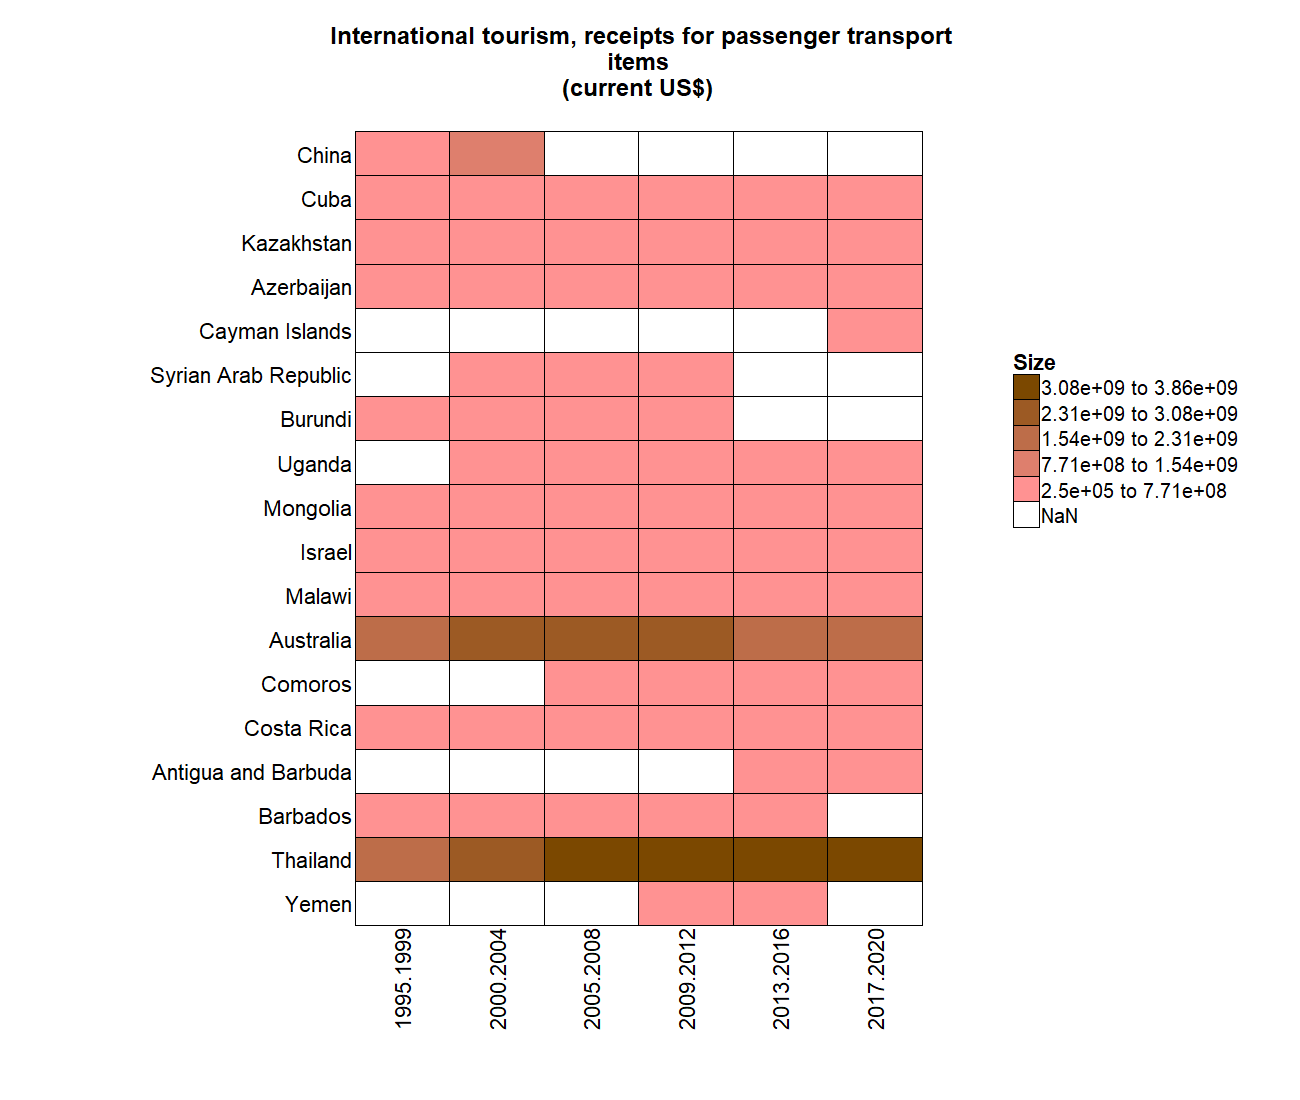 International tourism, receipts for passenger transport
items
(current US$)
China
Cuba
Kazakhstan
Azerbaijan
Cayman Islands
Syrian Arab Republic
Burundi
Uganda
Mongolia
Israel
Malawi
Australia
Comoros
Costa Rica
Antigua and Barbuda
Barbados
Thailand
Yemen
1995.1999
2000.2004
2005.2008
2009.2012
2013.2016
2017.2020
Size
3.08e+09 to 3.86e+09
2.31e+09 to 3.08e+09
1.54e+09 to 2.31e+09
7.71e+08 to 1.54e+09
2.5e+05 to 7.71e+08
NaN